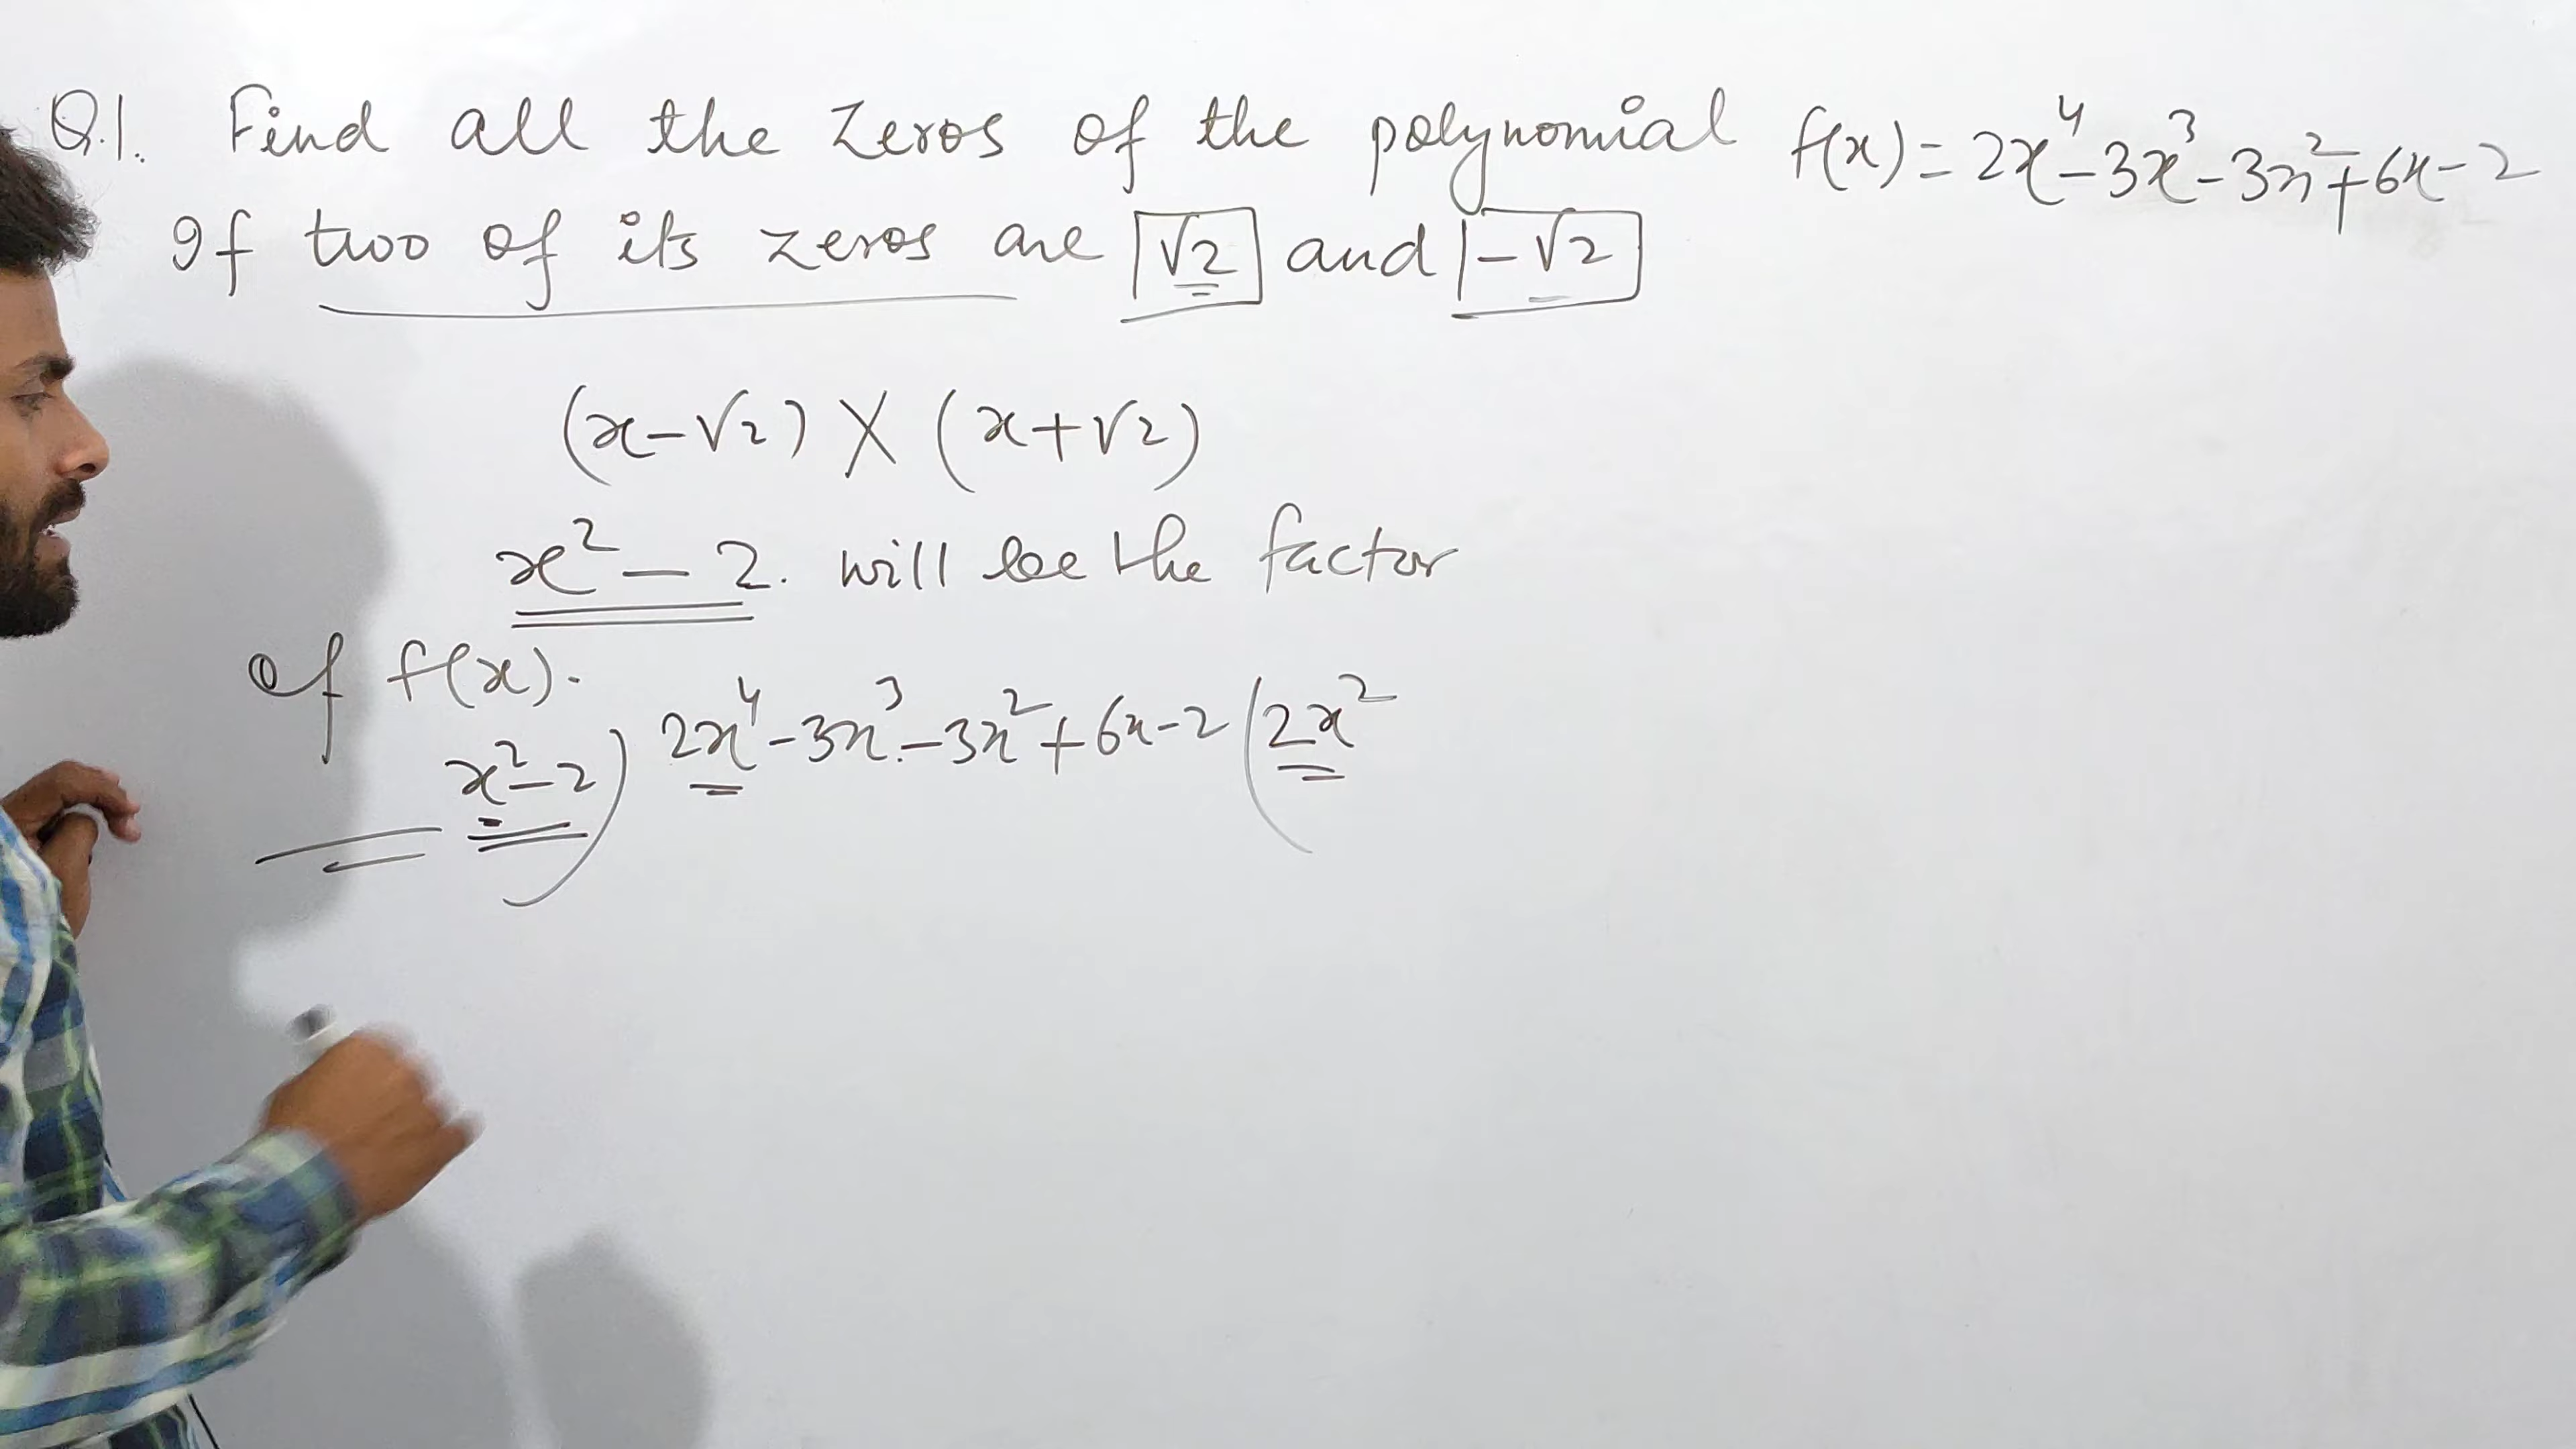 Q.1. Find all the zeros of the polynomial f(x) = 2x⁴-3x³-3x²+6x-2
If two of its zeros are √2 and -√2
(x-√2) X (x+√2)
x² - 2. will be the factor
of f(x).
x²-2) 2x⁴-3x³-3x²+6x-2 (2x²